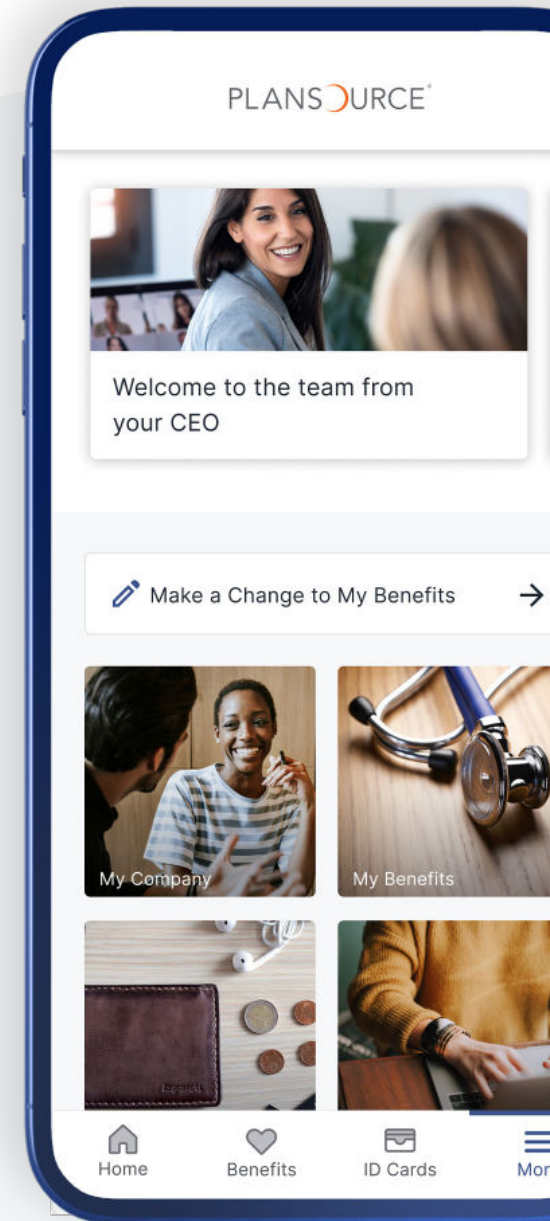 PLANSOURCE®
Welcome to the team from
your CEO
Make a Change to My Benefits
My Company
My Benefits
Home
Benefits
ID Cards
Mor